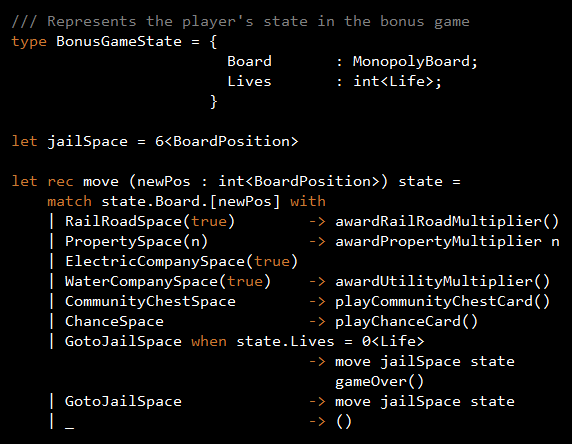 /// Represents the player's state in the bonus game
type BonusGameState = {
                        Board       : MonopolyBoard;
                        Lives       : int<Life>;
                      }
let jailSpace = 6<BoardPosition>
let rec move (newPos : int<BoardPosition>) state =
    match state.Board.[newPos] with
    | RailRoadSpace(true)        -> awardRailRoadMultiplier()
    | PropertySpace(n)           -> awardPropertyMultiplier n
    | ElectricCompanySpace(true)
    | WaterCompanySpace(true)    -> awardUtilityMultiplier()
    | CommunityChestSpace        -> playCommunityChestCard()
    | ChanceSpace                -> playChanceCard()
    | GotoJailSpace when state.Lives = 0<Life>
                                 -> move jailSpace state
                                    gameOver()
    | GotoJailSpace              -> move jailSpace state
    | _                          -> ()